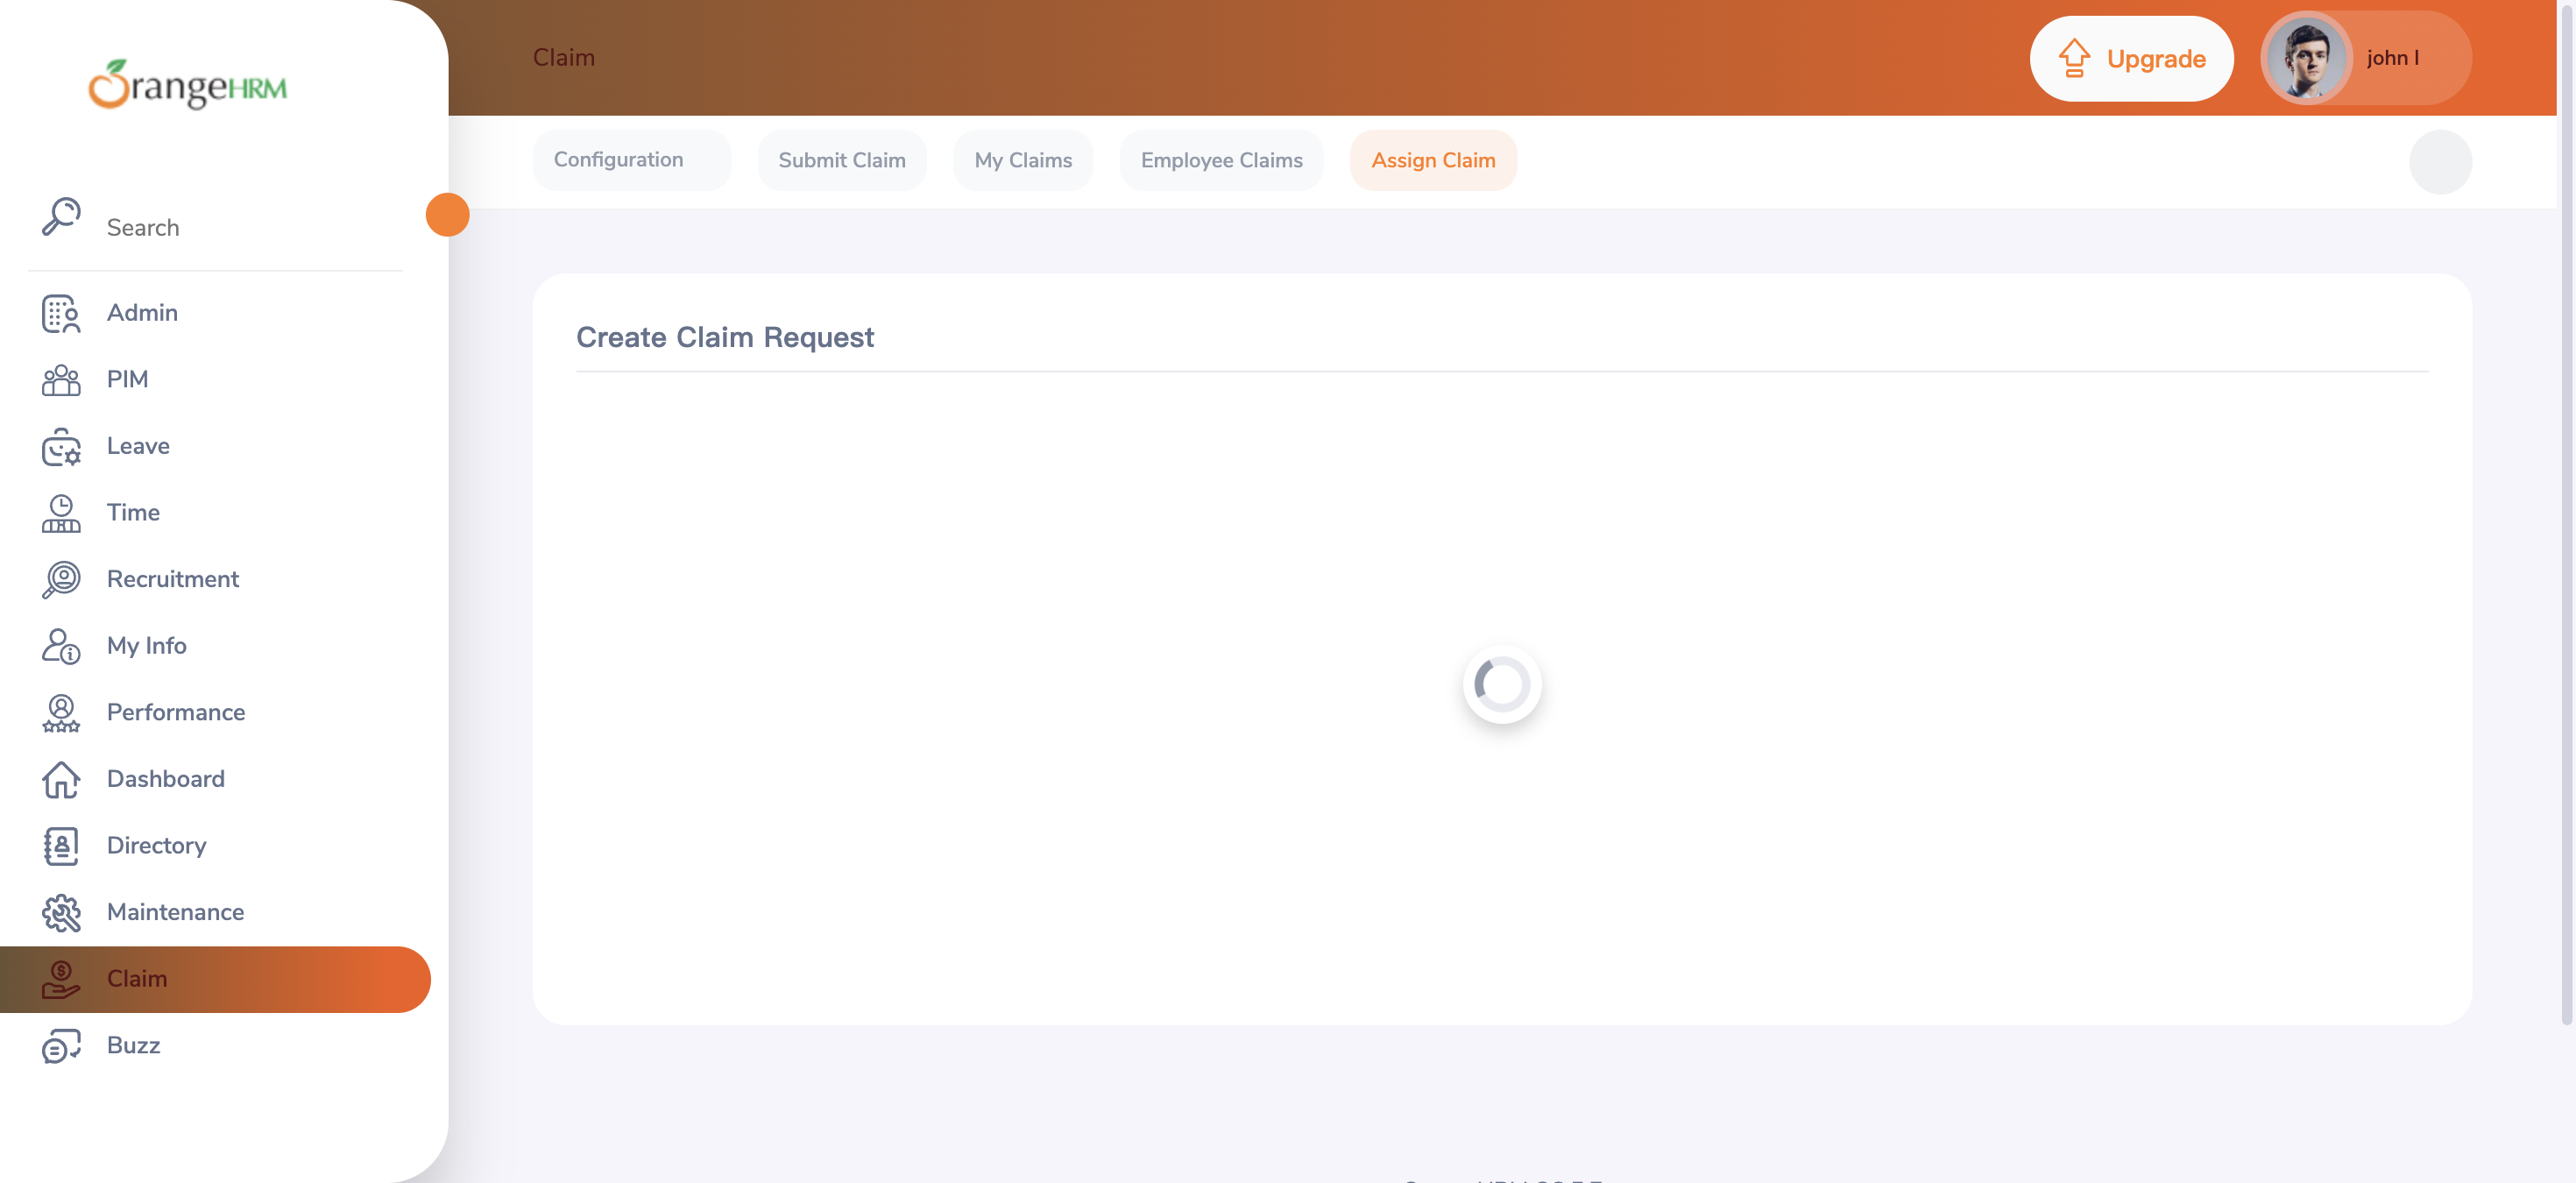 OrangeHRM
Claim
Upgrade
john l
Configuration
Submit Claim
My Claims
Employee Claims
Assign Claim
Search
Admin
PIM
Leave
Time
Recruitment
My Info
Performance
Dashboard
Directory
Maintenance
Claim
Buzz
Create Claim Request